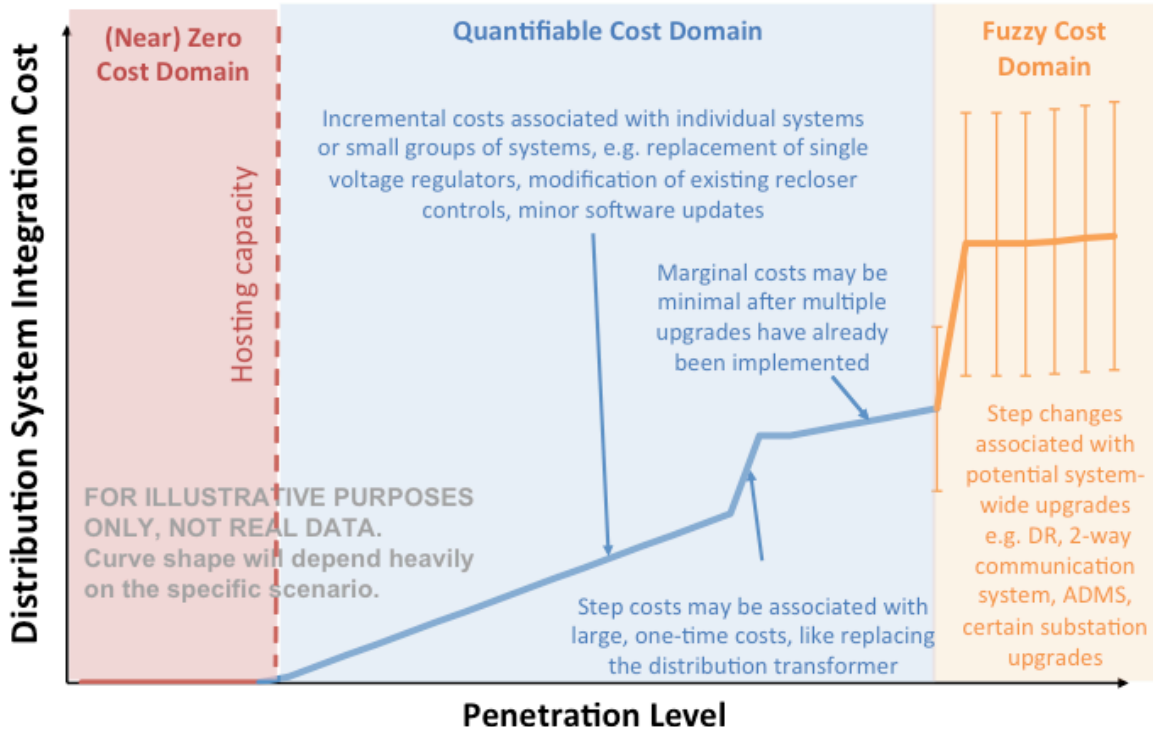 Distribution System Integration Cost
(Near) Zero
Cost Domain
Hosting capacity
Quantifiable Cost Domain
Incremental costs associated with individual systems
or small groups of systems, e.g. replacement of single
voltage regulators, modification of existing recloser
controls, minor software updates
Marginal costs may be
minimal after multiple
upgrades have already
been implemented
Step costs may be associated with
large, one-time costs, like replacing
the distribution transformer
Fuzzy Cost
Domain
Step changes
associated with
potential system-
wide upgrades
e.g. DR, 2-way
communication
system, ADMS,
certain substation
upgrades
FOR ILLUSTRATIVE PURPOSES
ONLY, NOT REAL DATA.
Curve shape will depend heavily
on the specific scenario.
Penetration Level